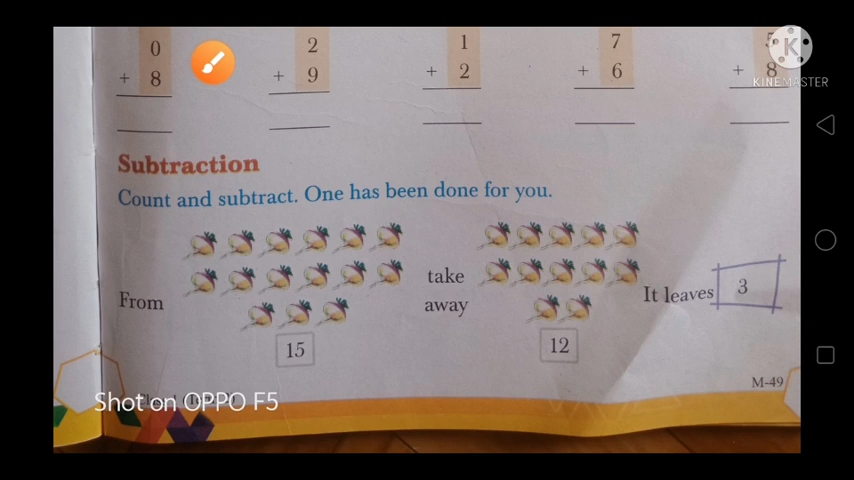 0 2 1 7 5
+ 8 + 9 + 2 + 6 + 8
K
KINEMASTER
Subtraction
Count and subtract. One has been done for you.
From take away It leaves 3
15 12
M-49
Shot on OPPO F5